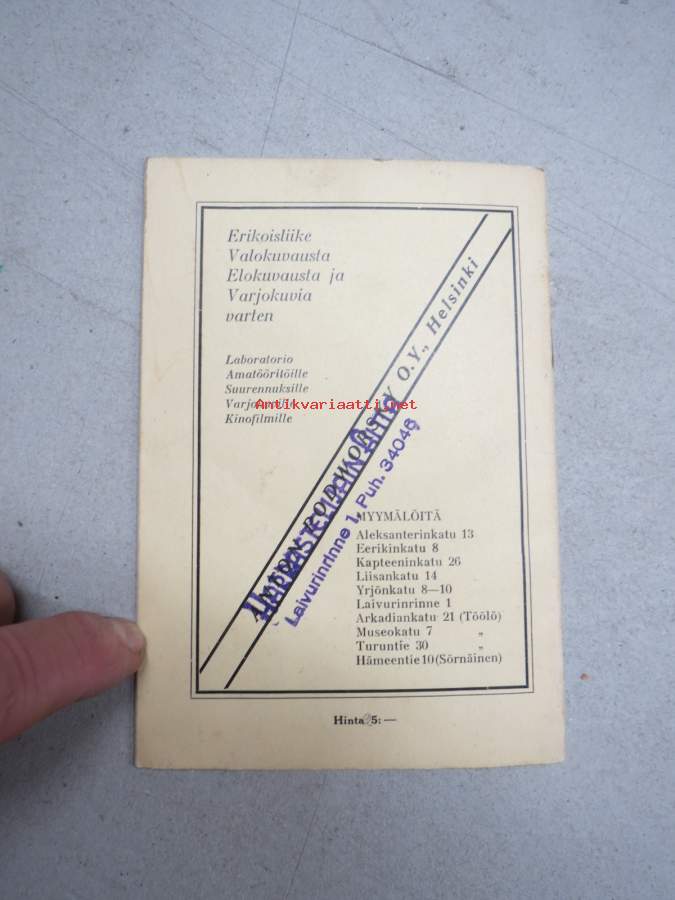 Erikoisliike
Valokuvausta
Elokuvausta ja
Varjokuvia
varten
Laboratorio
Amatööritöille
Suurennuksille
Kinofilmille
O.Y., Helsinki
Laivurinrinne 1, Puh. 34046
Antikvariaatti.net
MYYMÄLÖITÄ
Aleksanterinkatu 13
Eerikinkatu 8
Kapteeninkatu 26
Liisankatu 14
Yrjönkatu 8—10
Laivurinrinne 1
Arkadiankatu 21 (Töölö)
Museokatu 7 „
Turuntie 30 „
Hämeentie 10 (Sörnäinen)
Hinta 5:—